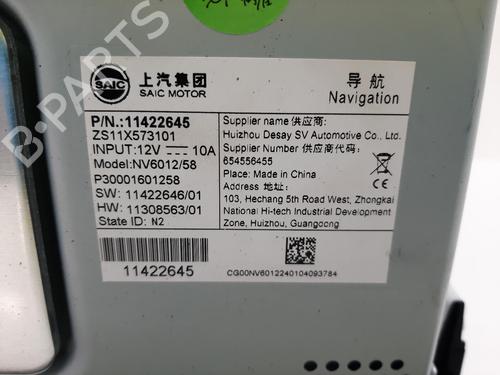 上汽集团
SAIC
SAIC MOTOR
导航
Navigation
P/N.:11422645
ZS11X573101
INPUT:12V ⎓ 10A
Model:NV6012/58
P30001601258
SW: 11422646/01
HW: 11308563/01
State ID: N2
Supplier name 供应商:
Huizhou Desay SV Automotive Co., Ltd.
Supplier Number 供应商代码:
654556455
Place: Made in China
Address 地址:
103, Hechang 5th Road West, Zhongkai
National Hi-tech Industrial Development
Zone, Huizhou, Guangdong
11422645
CG00NV6012240104093784
B-PARTS